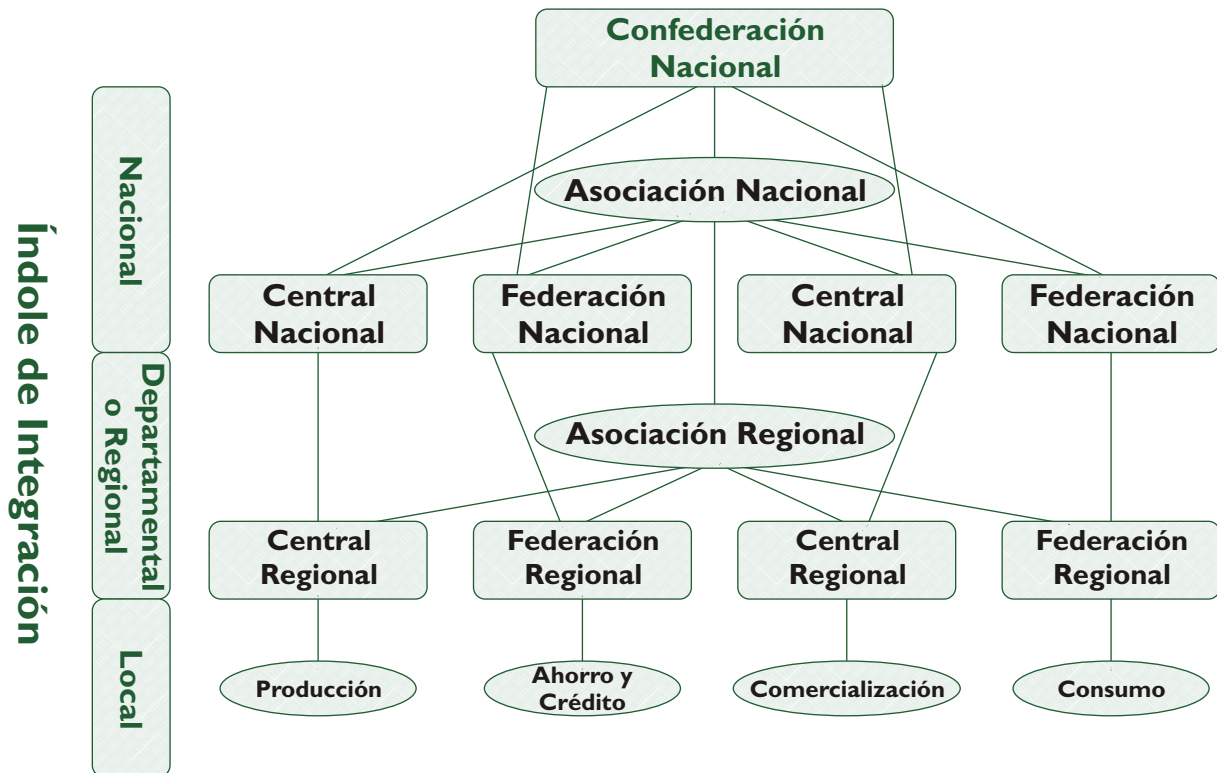 Confederación
Nacional
Índole de Integración
Nacional
Asociación Nacional
Central
Nacional
Federación
Nacional
Central
Nacional
Federación
Nacional
Departamental
o Regional
Asociación Regional
Central
Regional
Federación
Regional
Central
Regional
Federación
Regional
Local
Producción
Ahorro y
Crédito
Comercialización
Consumo